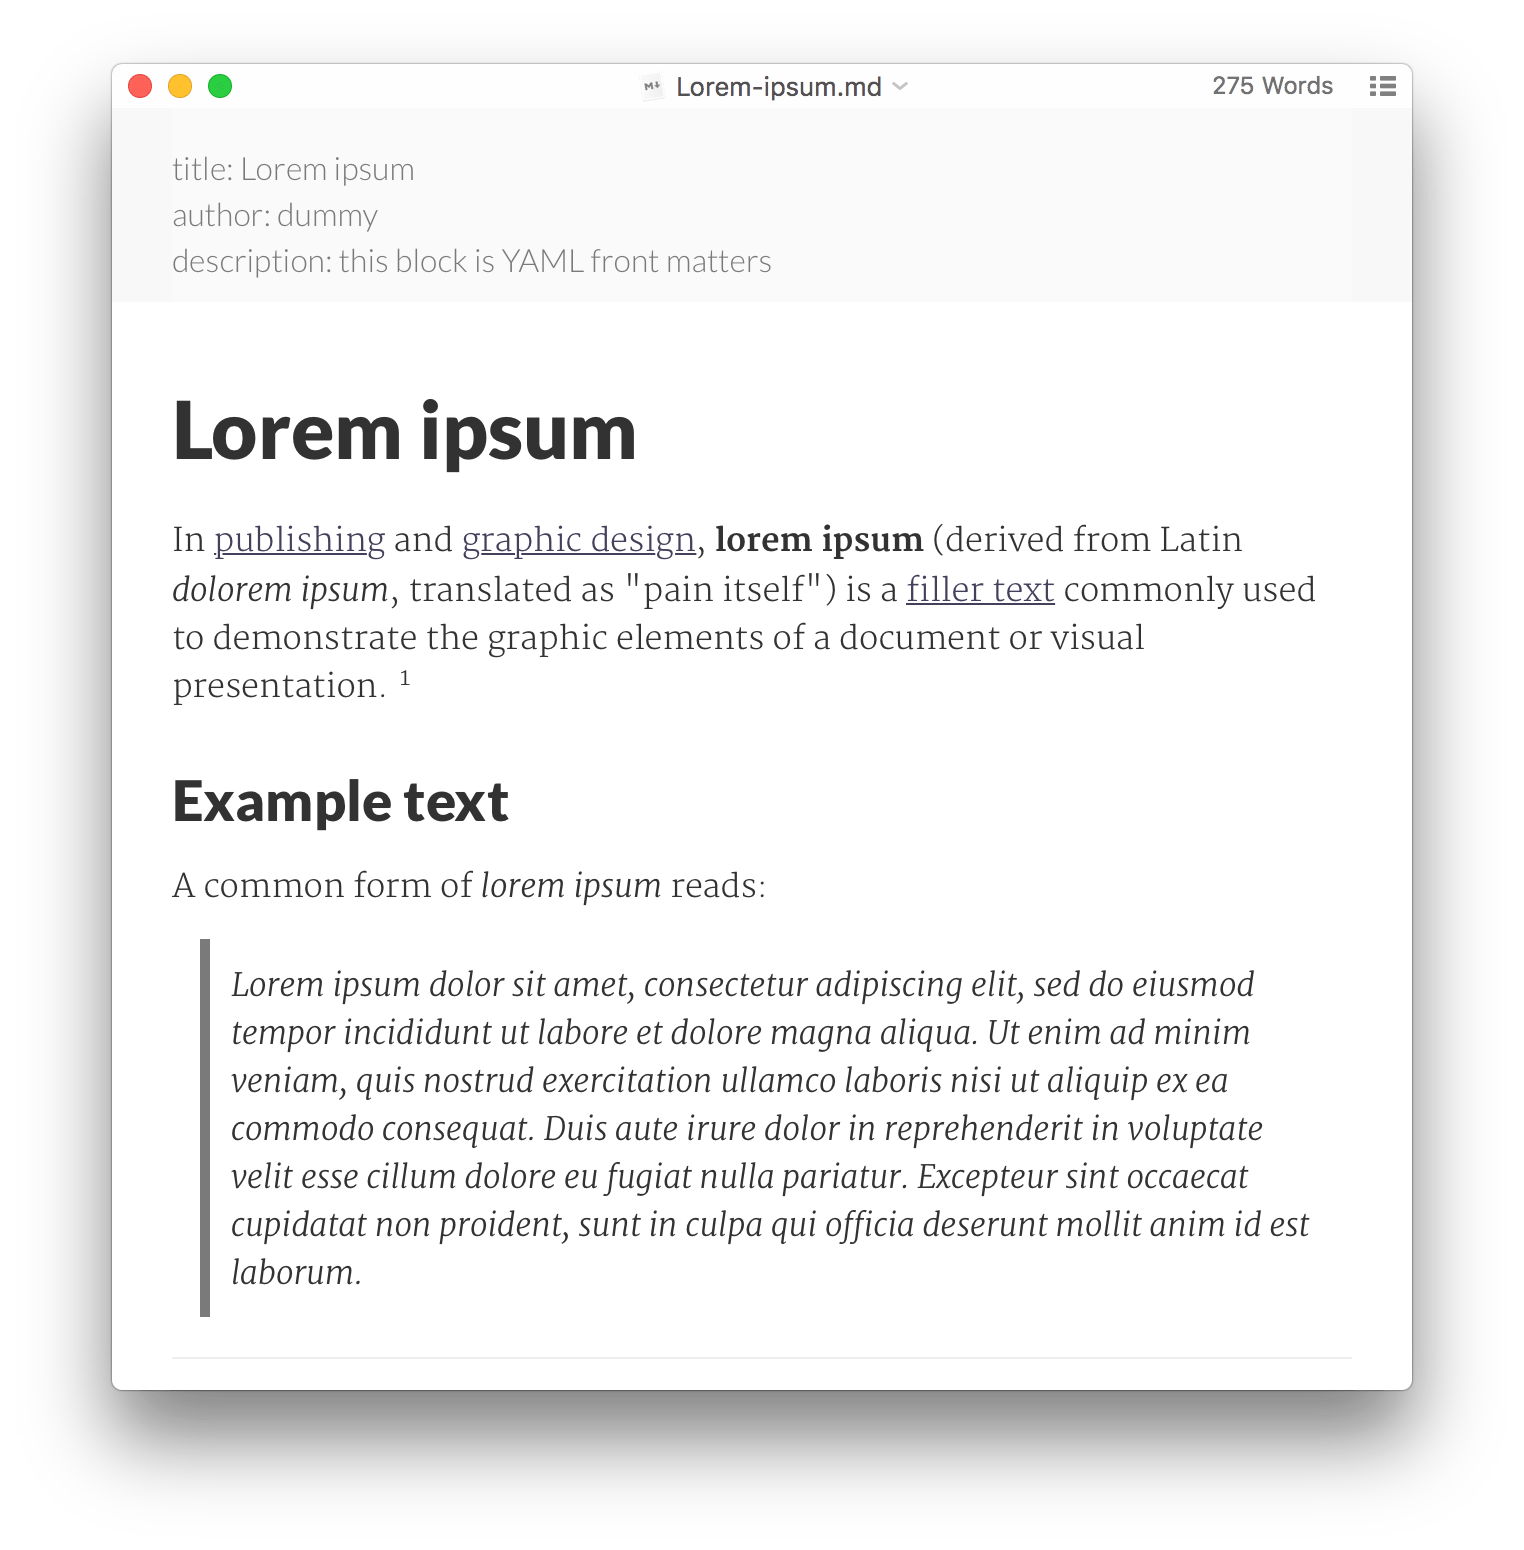 Lorem-ipsum.md
275 Words
title: Lorem ipsum
author: dummy
description: this block is YAML front matters
Lorem ipsum
In publishing and graphic design, lorem ipsum (derived from Latin
dolorem ipsum, translated as "pain itself") is a filler text commonly used
to demonstrate the graphic elements of a document or visual
presentation. 1
Example text
A common form of lorem ipsum reads:
Lorem ipsum dolor sit amet, consectetur adipiscing elit, sed do eiusmod
tempor incididunt ut labore et dolore magna aliqua. Ut enim ad minim
veniam, quis nostrud exercitation ullamco laboris nisi ut aliquip ex ea
commodo consequat. Duis aute irure dolor in reprehenderit in voluptate
velit esse cillum dolore eu fugiat nulla pariatur. Excepteur sint occaecat
cupidatat non proident, sunt in culpa qui officia deserunt mollit anim id est
laborum.